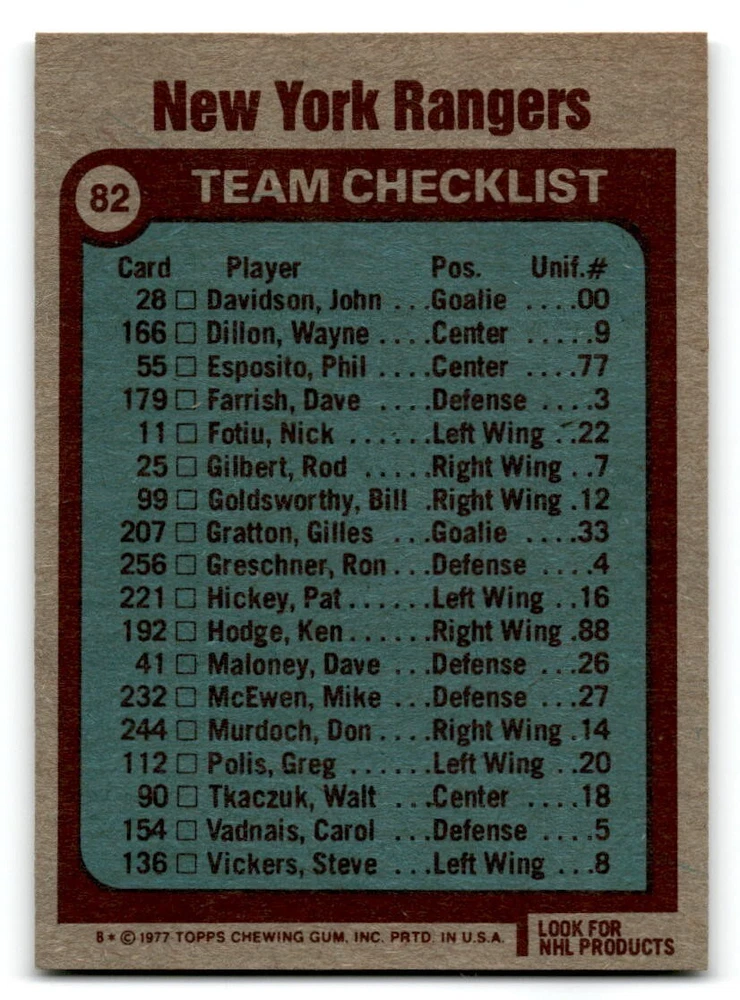 New York Rangers
82 TEAM CHECKLIST
Card Player Pos. Unif.#
28 □ Davidson, John ...Goalie ....00
166 □ Dillon, Wayne ....Center .....9
55 □ Esposito, Phil ....Center ....77
179 □ Farrish, Dave ....Defense ....3
11 □ Fotiu, Nick ......Left Wing ..22
25 □ Gilbert, Rod .....Right Wing ..7
99 □ Goldsworthy, Bill .Right Wing .12
207 □ Gratton, Gilles ...Goalie ....33
256 □ Greschner, Ron...Defense ....4
221 □ Hickey, Pat......Left Wing ..16
192 □ Hodge, Ken......Right Wing .88
41 □ Maloney, Dave ...Defense ...26
232 □ McEwen, Mike ...Defense ...27
244 □ Murdoch, Don....Right Wing .14
112 □ Polis, Greg ......Left Wing ..20
90 □ Tkaczuk, Walt ...Center ....18
154 □ Vadnais, Carol ...Defense ....5
136 □ Vickers, Steve ...Left Wing ...8
8 * © 1977 TOPPS CHEWING GUM, INC. PRTD. IN U.S.A.
LOOK FOR
NHL PRODUCTS